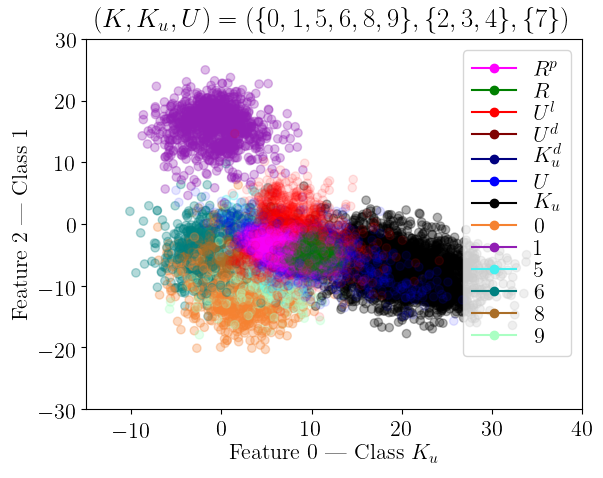 (K, K_u, U) = ({0, 1, 5, 6, 8, 9}, {2, 3, 4}, {7})
30
20
10
0
−10
−20
−30
Feature 2 — Class 1
R^p
R
U^l
U^d
K_u^d
U
K_u
0
1
5
6
8
9
−10 0 10 20 30 40
Feature 0 — Class K_u